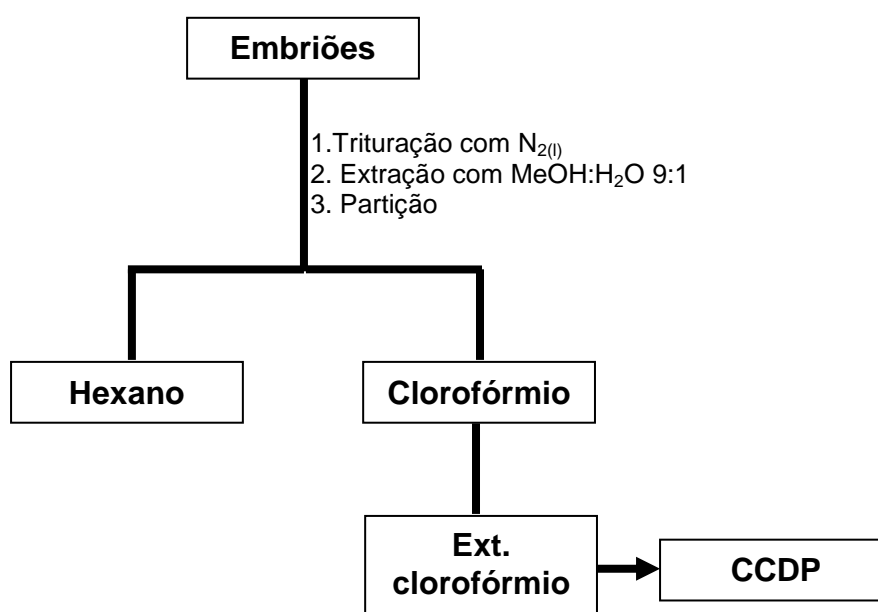 Embriões
1.Trituração com N₂₍ₗ₎
2. Extração com MeOH:H₂O 9:1
3. Partição
Hexano
Clorofórmio
Ext.
clorofórmio
CCDP